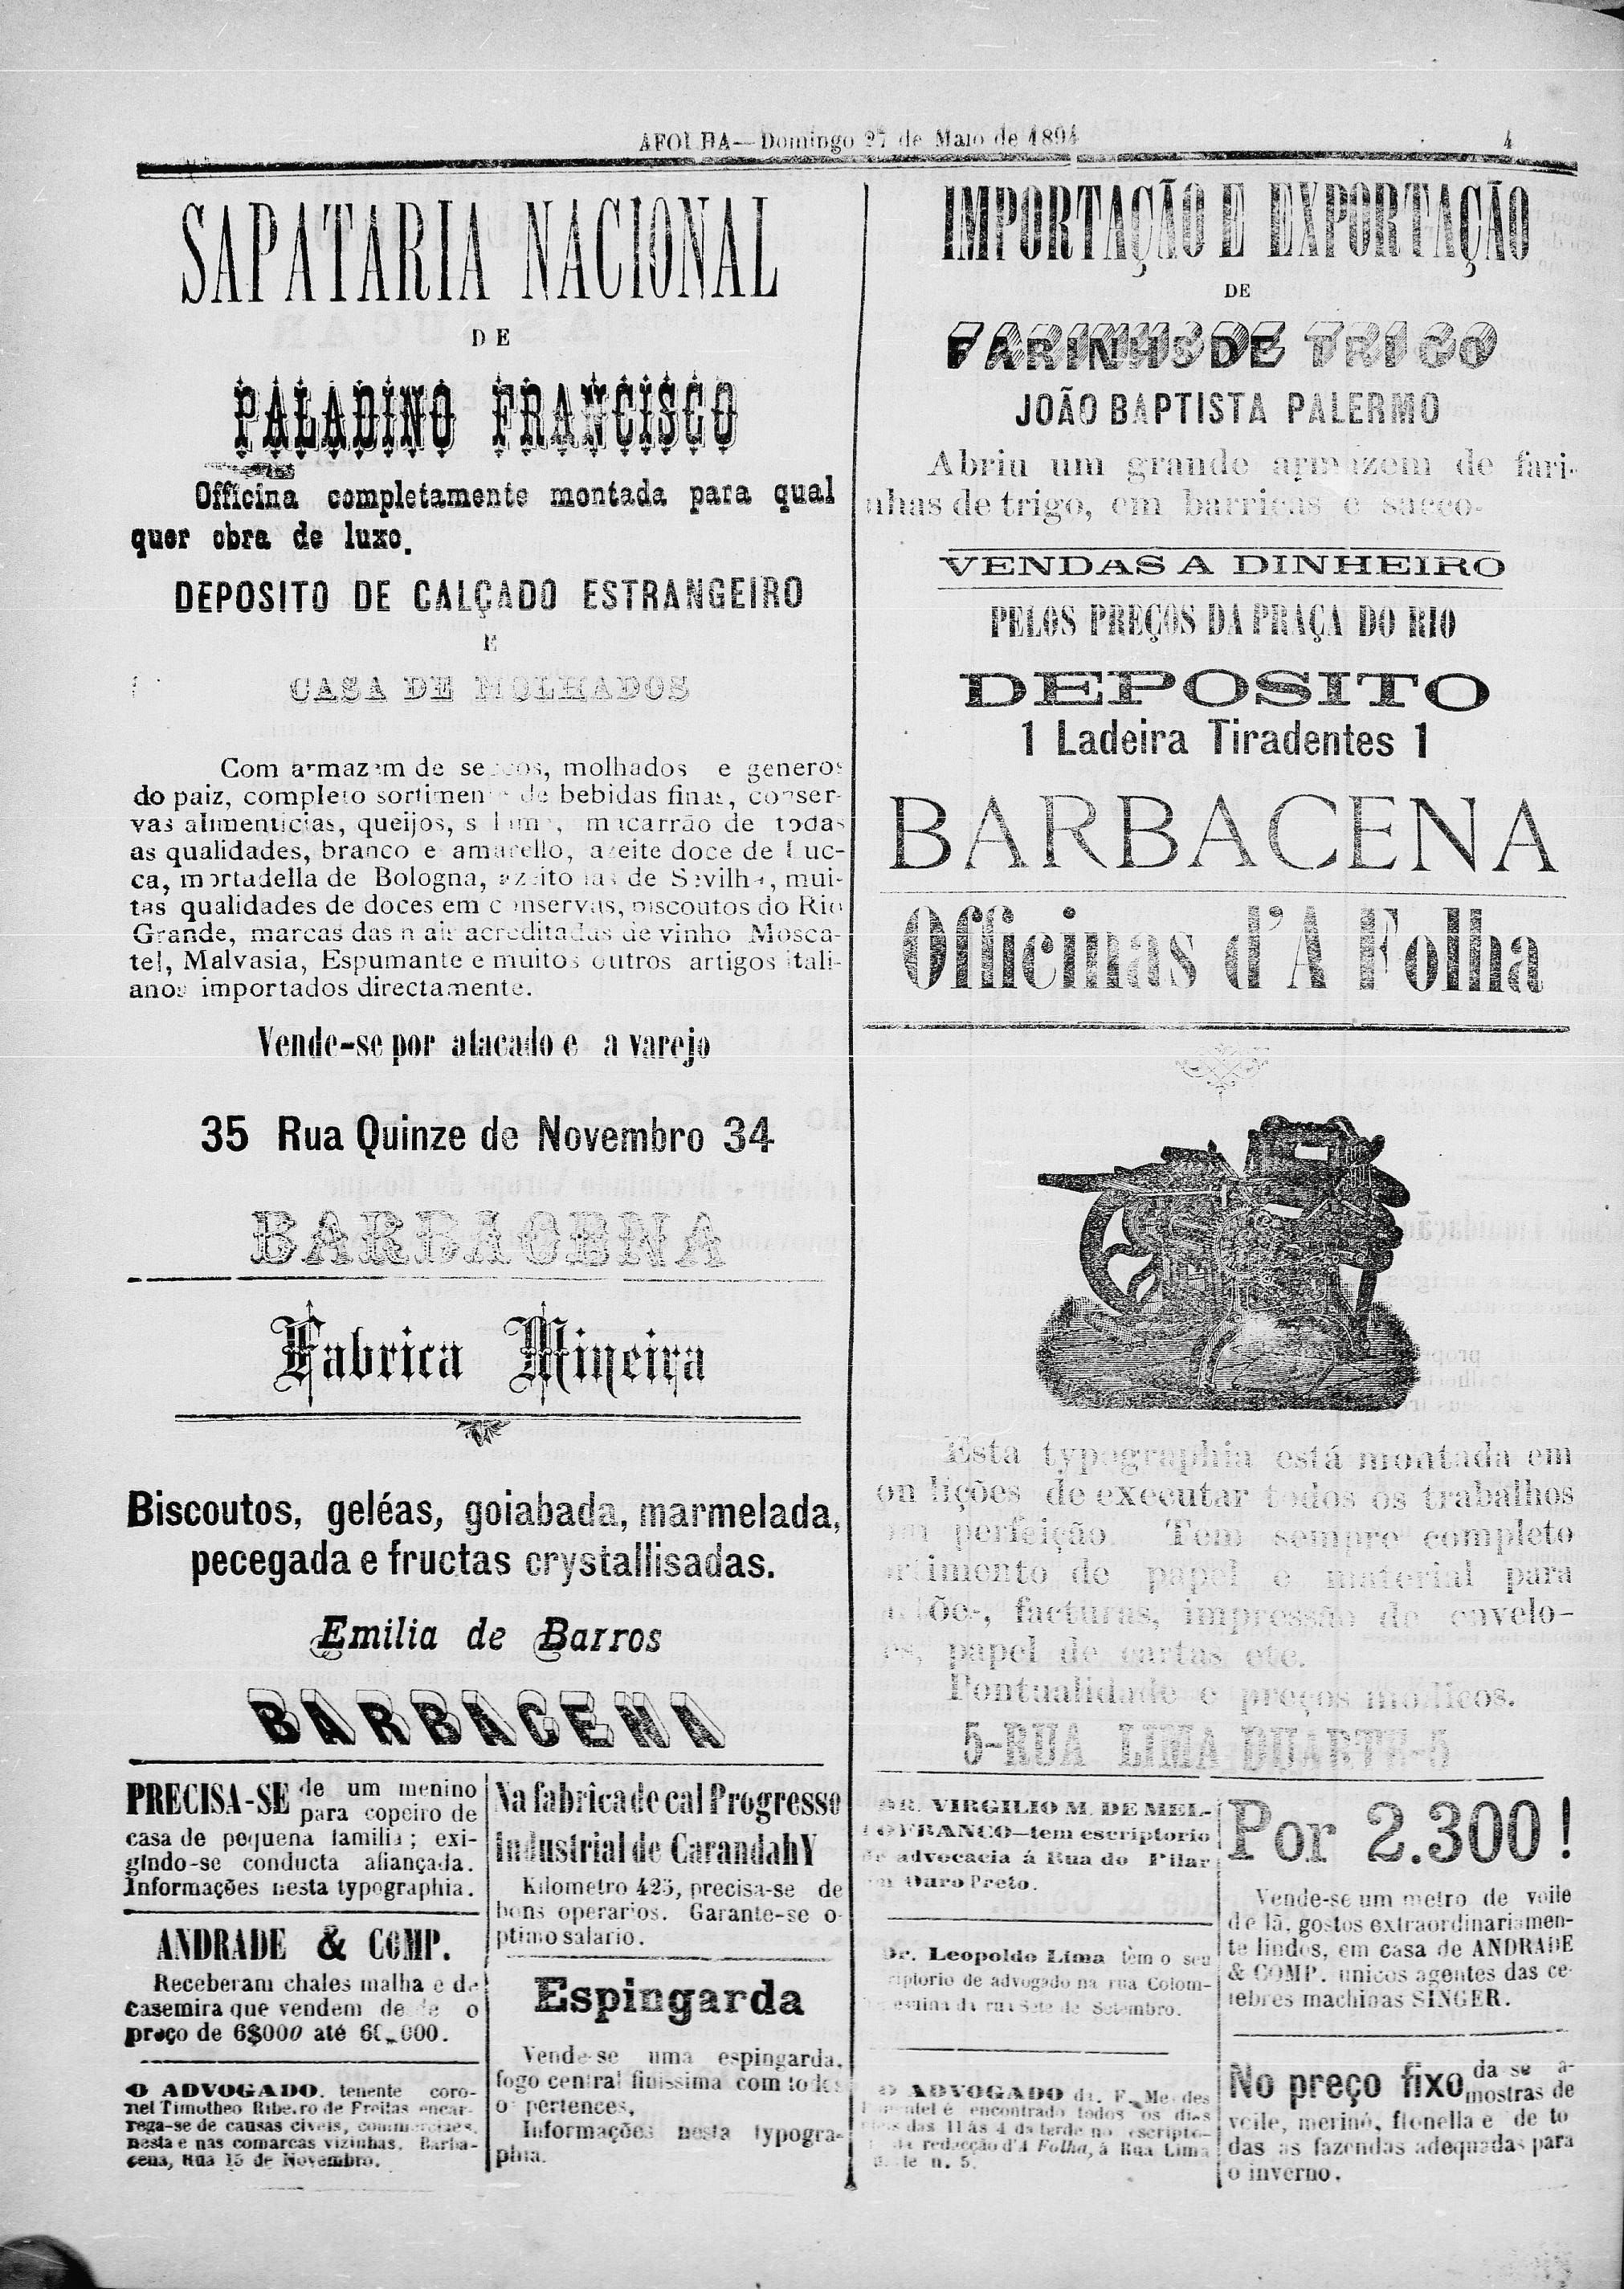 A FOLHA—Domingo 27 de Maio de 1894
4
SAPATARIA NACIONAL
DE
PALADINO FRANCISCO
Officina completamente montada para qual
quer obra de luxo.
DEPOSITO DE CALÇADO ESTRANGEIRO
E
CASA DE MOLHADOS
Com armazem de seccos, molhados e generos
do paiz, completo sortimento de bebidas finas, conser-
vas alimenticias, queijos, macarrão de todas
as qualidades, branco e amarello, azeite doce de Luc-
ca, mortadella de Bologna, azeitonas de Sevilha, mui-
tas qualidades de doces em conservas, biscoutos do Rio
Grande, marcas das mais acreditadas de vinho Mosca-
tel, Malvasia, Espumante e muitos outros artigos itali-
anos importados directamente.
Vende-se por atacado e a varejo
35 Rua Quinze de Novembro 34
BARBACENA
Fabrica Mineira
Biscoutos, geléas, goiabada, marmelada,
pecegada e fructas crystallisadas.
Emilia de Barros
BARBACENA
PRECISA-SE de um menino
para copeiro de
casa de pequena familia; exi-
gindo-se conducta afiançada.
Informações nesta typographia.
ANDRADE & COMP.
Receberam chales malha e de
casemira que vendem desde o
preço de 6$000 até 60$000.
O ADVOGADO, tenente coro-
nel Timotheo Ribeiro de Freitas encar-
rega-se de causas civeis, commerciaes,
nesta e nas comarcas vizinhas. Barba-
cena, Rua 15 de Novembro.
Na fabrica de cal Progresso
Industrial de CarandahY
Kilometro 425, precisa-se de
bons operarios. Garante-se o-
ptimo salario.
Espingarda
Vende-se uma espingarda,
fogo central finissima com todos
os pertences,
Informações nesta typogra-
phia.
IMPORTAÇÃO E EXPORTAÇÃO
DE
FARINHS DE TRIGO
JOÃO BAPTISTA PALERMO
Abriu um grande armazem de fari-
nhas de trigo, em barricas e sacco-
VENDAS A DINHEIRO
PELOS PREÇOS DA PRAÇA DO RIO
DEPOSITO
1 Ladeira Tiradentes 1
BARBACENA
Officinas d'A Folha
Esta typographia está montada em
condições de executar todos os trabalhos
com perfeição. Tem sempre completo
sortimento de papel e material para
facturas, impressão de envelo-
pes, papel de cartas etc.
Pontualidade e preços modicos.
5-RUA LIMA DUARTE-5
DR. VIRGILIO M. DE MEL-
LO FRANCO—tem escriptorio
de advocacia á Rua do Pilar
em Ouro Preto.
Dr. Leopoldo Lima tem o seu
escriptorio de advogado na rua Colom-
esquina da rua Sete de Setembro.
O ADVOGADO dr. F. Mendes
Pimentel é encontrado todos os dias
das 11 ás 4 da tarde no escripto-
rio da redacção d'A Folha, á Rua Lima
Duarte n. 5.
Por 2.300!
Vende-se um metro de voile
de lã, gostos extraordinariamen-
te lindos, em casa de ANDRADE
& COMP. unicos agentes das ce-
lebres machinas SINGER.
No preço fixo da se a-
mostras de
voile, merinó, flonella e de to
das as fazendas adequadas para
o inverno.